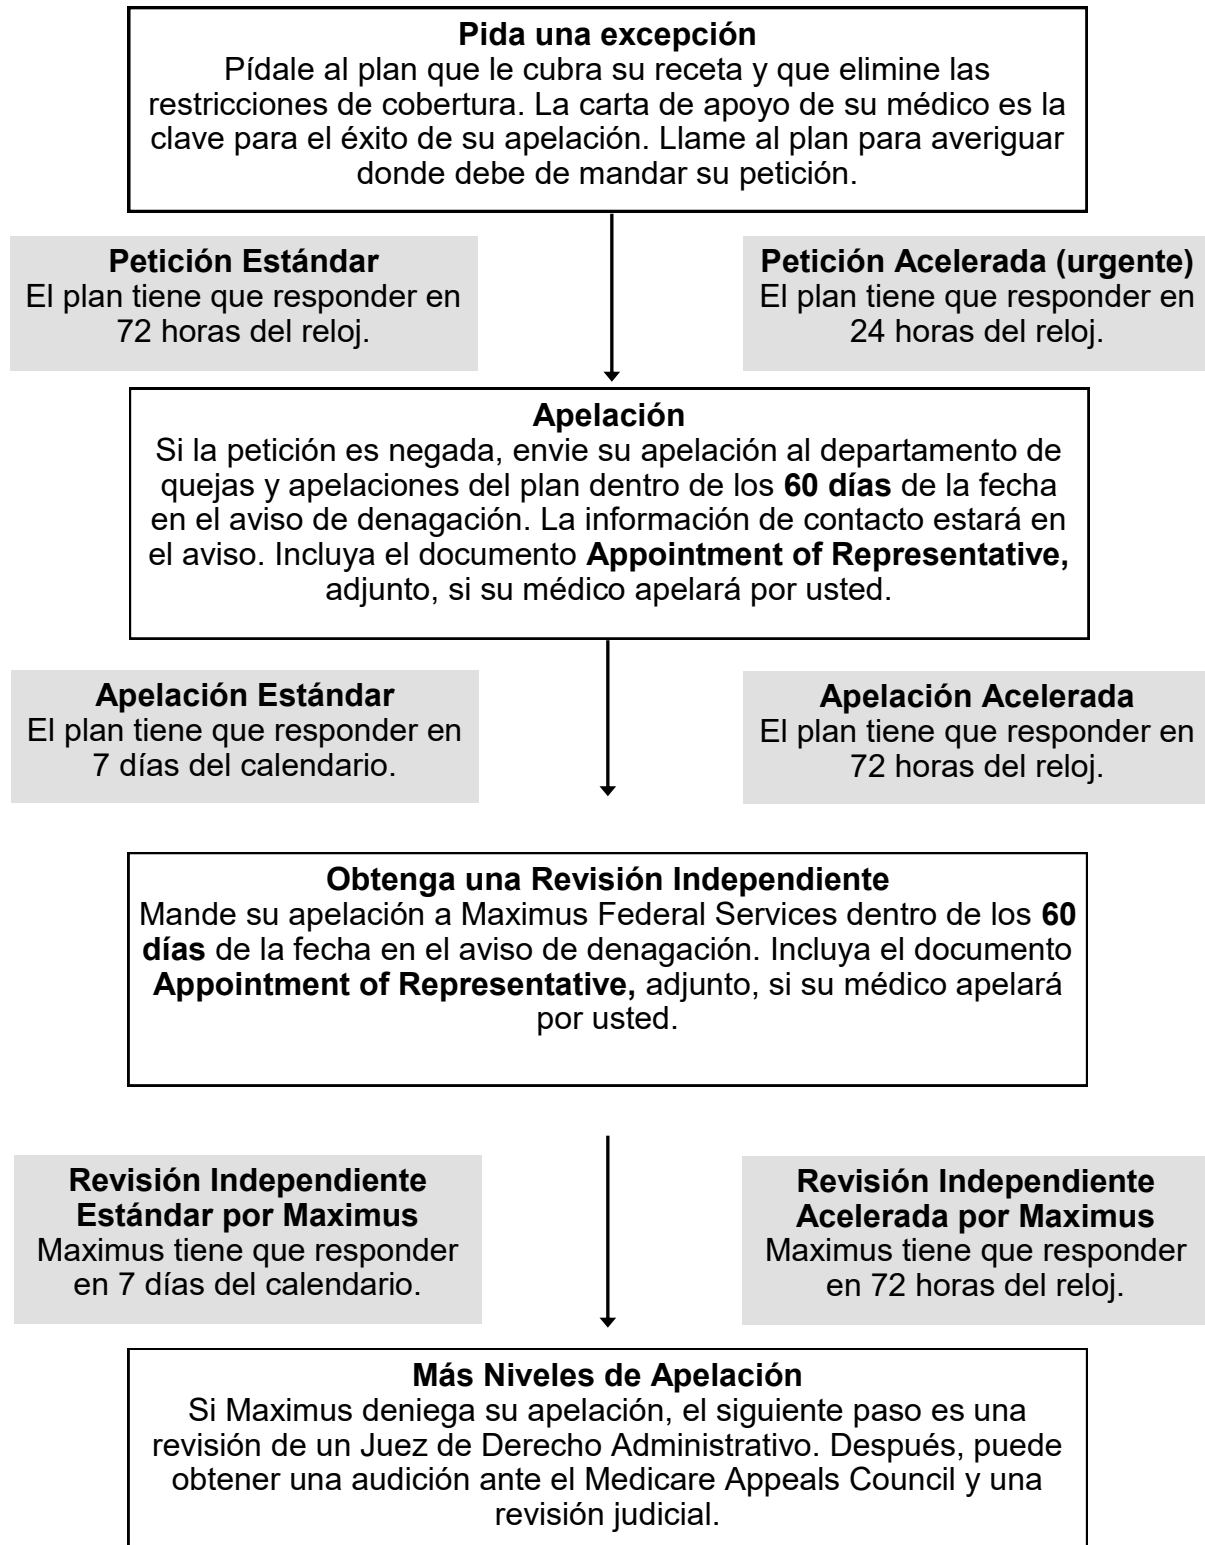 Pida una excepción
Pídale al plan que le cubra su receta y que elimine las
restricciones de cobertura. La carta de apoyo de su médico es la
clave para el éxito de su apelación. Llame al plan para averiguar
donde debe de mandar su petición.
Petición Estándar
El plan tiene que responder en
72 horas del reloj.
Petición Acelerada (urgente)
El plan tiene que responder en
24 horas del reloj.
Apelación
Si la petición es negada, envie su apelación al departamento de
quejas y apelaciones del plan dentro de los 60 días de la fecha
en el aviso de denagación. La información de contacto estará en
el aviso. Incluya el documento Appointment of Representative,
adjunto, si su médico apelará por usted.
Apelación Estándar
El plan tiene que responder en
7 días del calendario.
Apelación Acelerada
El plan tiene que responder en
72 horas del reloj.
Obtenga una Revisión Independiente
Mande su apelación a Maximus Federal Services dentro de los 60
días de la fecha en el aviso de denagación. Incluya el documento
Appointment of Representative, adjunto, si su médico apelará
por usted.
Revisión Independiente
Estándar por Maximus
Maximus tiene que responder
en 7 días del calendario.
Revisión Independiente
Acelerada por Maximus
Maximus tiene que responder
en 72 horas del reloj.
Más Niveles de Apelación
Si Maximus deniega su apelación, el siguiente paso es una
revisión de un Juez de Derecho Administrativo. Después, puede
obtener una audición ante el Medicare Appeals Council y una
revisión judicial.